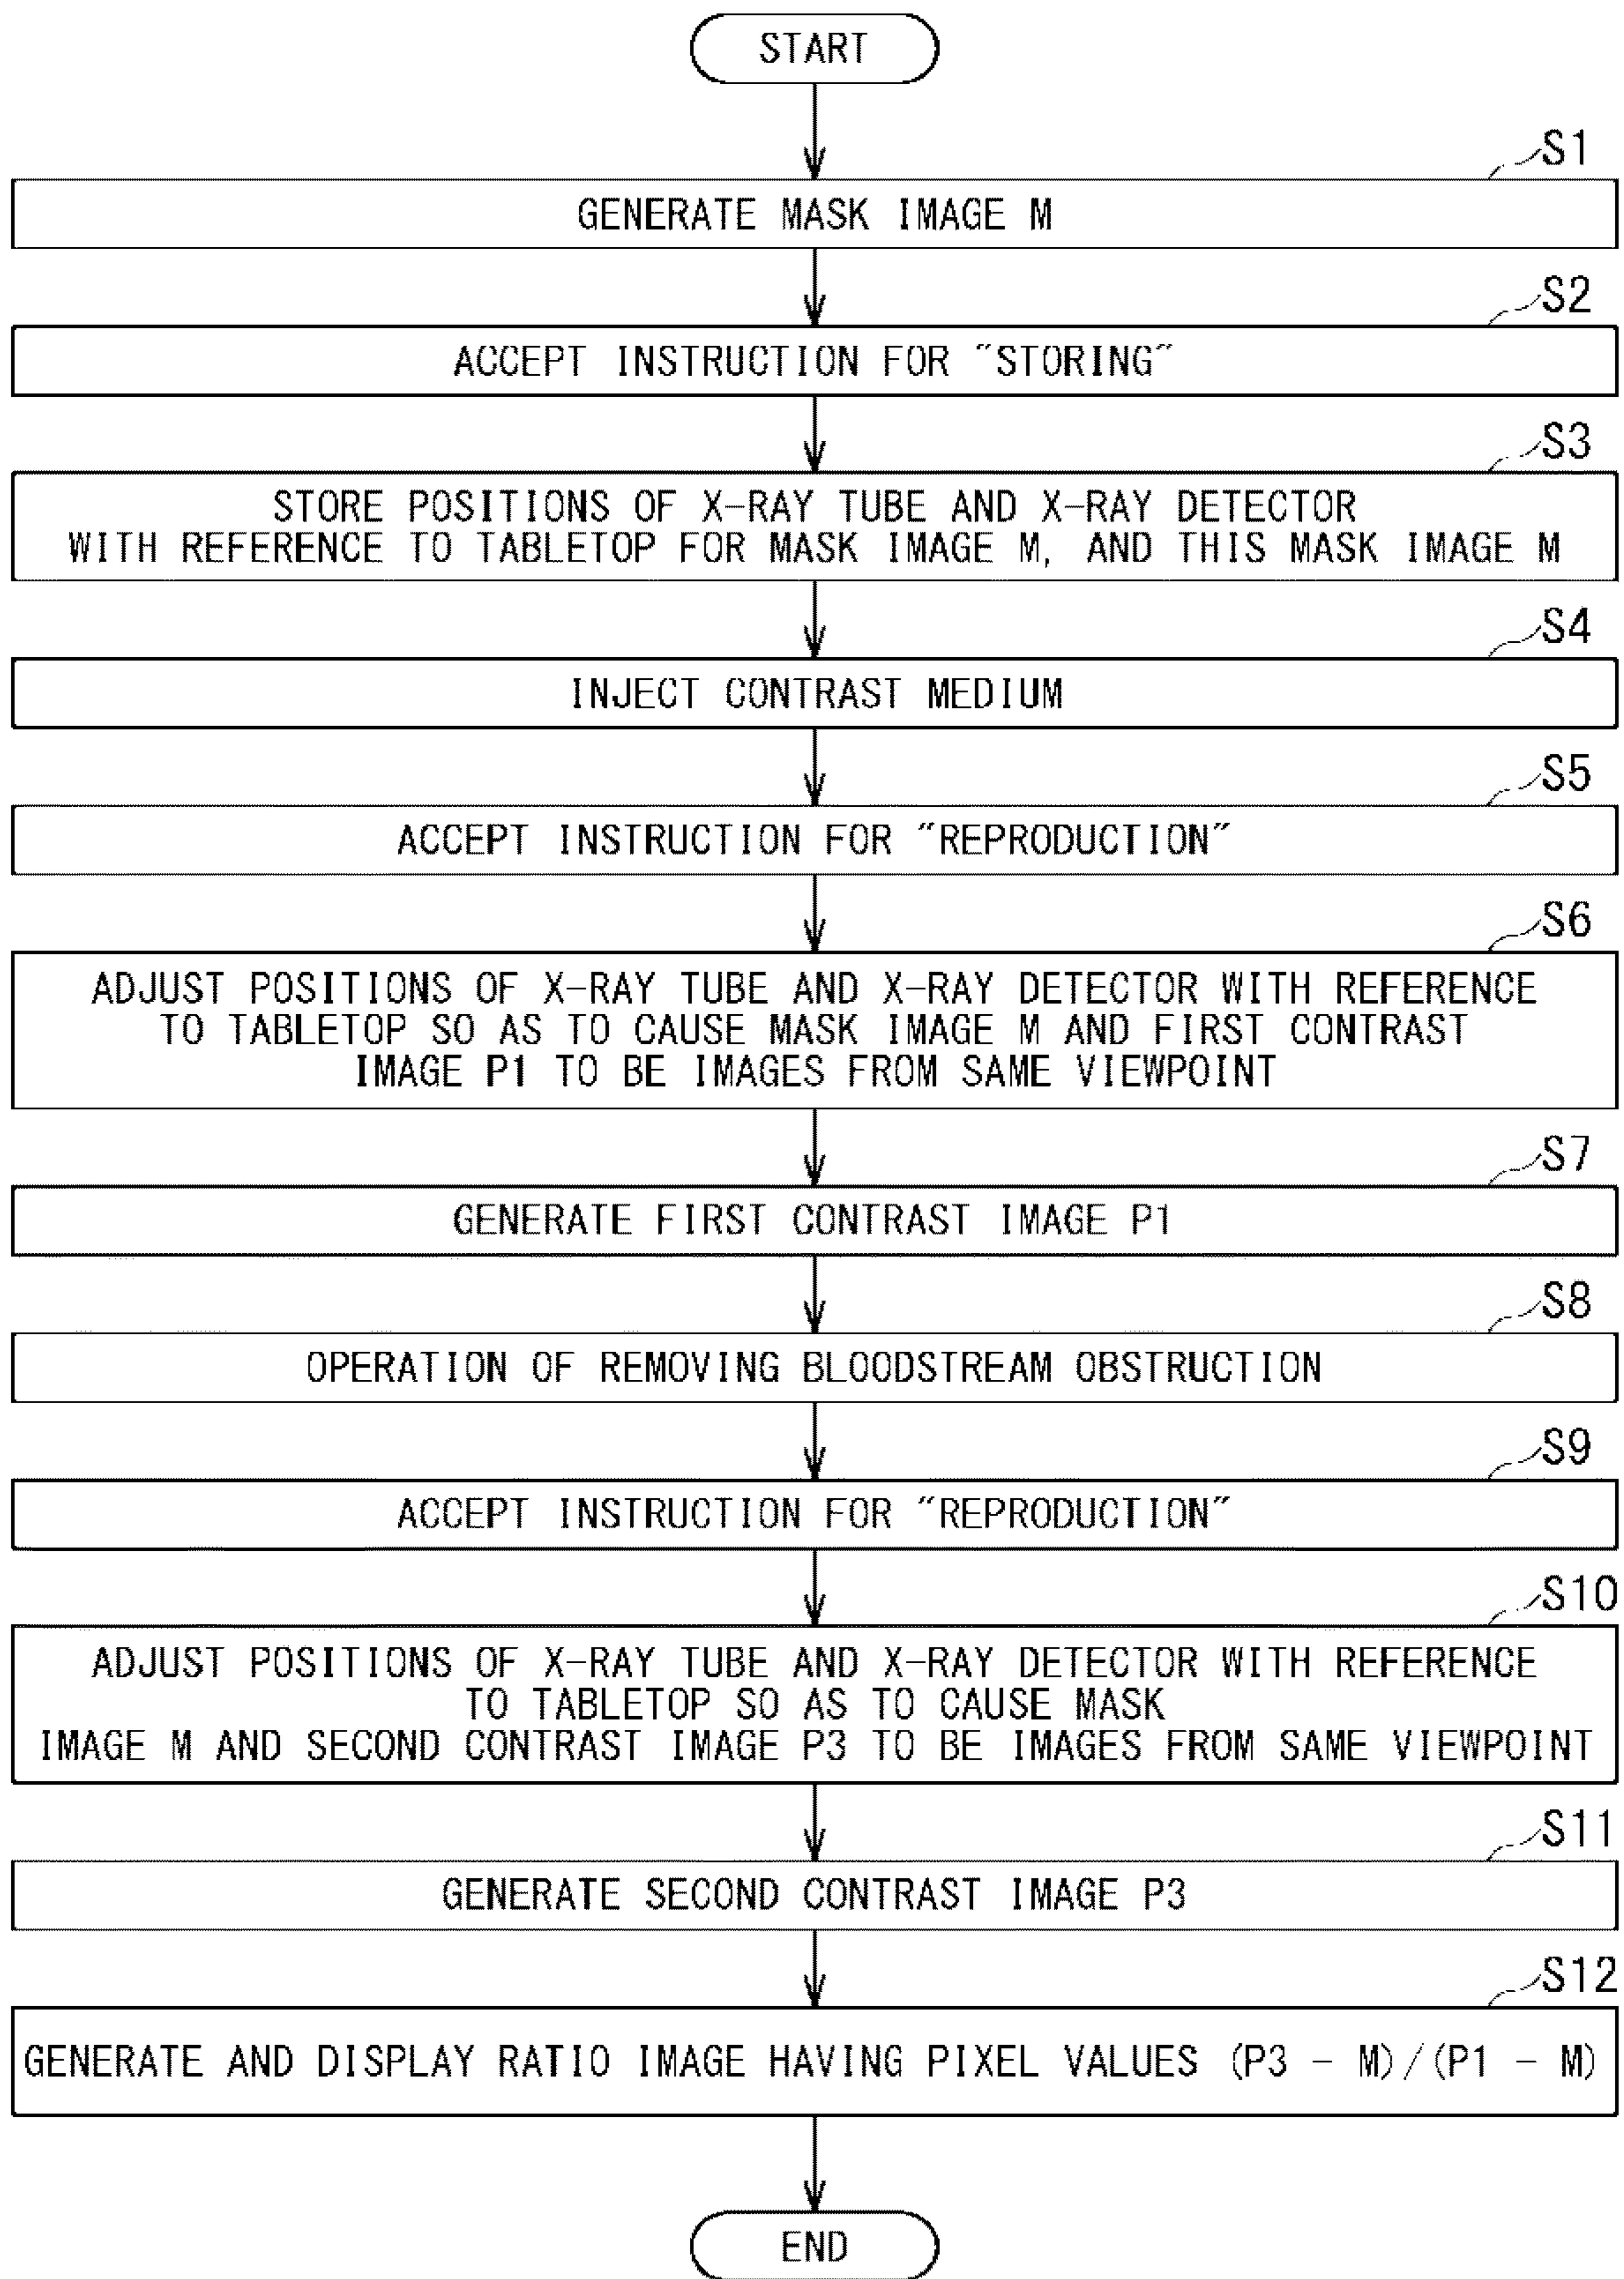 START
S1
GENERATE MASK IMAGE M
S2
ACCEPT INSTRUCTION FOR "STORING"
S3
STORE POSITIONS OF X-RAY TUBE AND X-RAY DETECTOR
WITH REFERENCE TO TABLETOP FOR MASK IMAGE M, AND THIS MASK IMAGE M
S4
INJECT CONTRAST MEDIUM
S5
ACCEPT INSTRUCTION FOR "REPRODUCTION"
S6
ADJUST POSITIONS OF X-RAY TUBE AND X-RAY DETECTOR WITH REFERENCE
TO TABLETOP SO AS TO CAUSE MASK IMAGE M AND FIRST CONTRAST
IMAGE P1 TO BE IMAGES FROM SAME VIEWPOINT
S7
GENERATE FIRST CONTRAST IMAGE P1
S8
OPERATION OF REMOVING BLOODSTREAM OBSTRUCTION
S9
ACCEPT INSTRUCTION FOR "REPRODUCTION"
S10
ADJUST POSITIONS OF X-RAY TUBE AND X-RAY DETECTOR WITH REFERENCE
TO TABLETOP SO AS TO CAUSE MASK
IMAGE M AND SECOND CONTRAST IMAGE P3 TO BE IMAGES FROM SAME VIEWPOINT
S11
GENERATE SECOND CONTRAST IMAGE P3
S12
GENERATE AND DISPLAY RATIO IMAGE HAVING PIXEL VALUES (P3 - M)/(P1 - M)
END